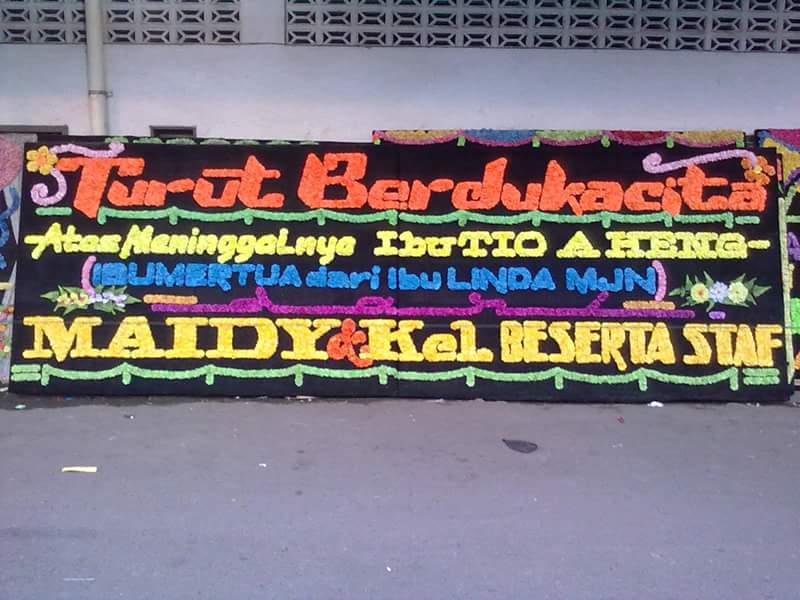 Turut Berdukacita
-Atas Meninggalnya Ibu TIO A HENG-
(IBU MERTUA dari Ibu LINDA MJN)
MAIDY & Kel. BESERTA STAF